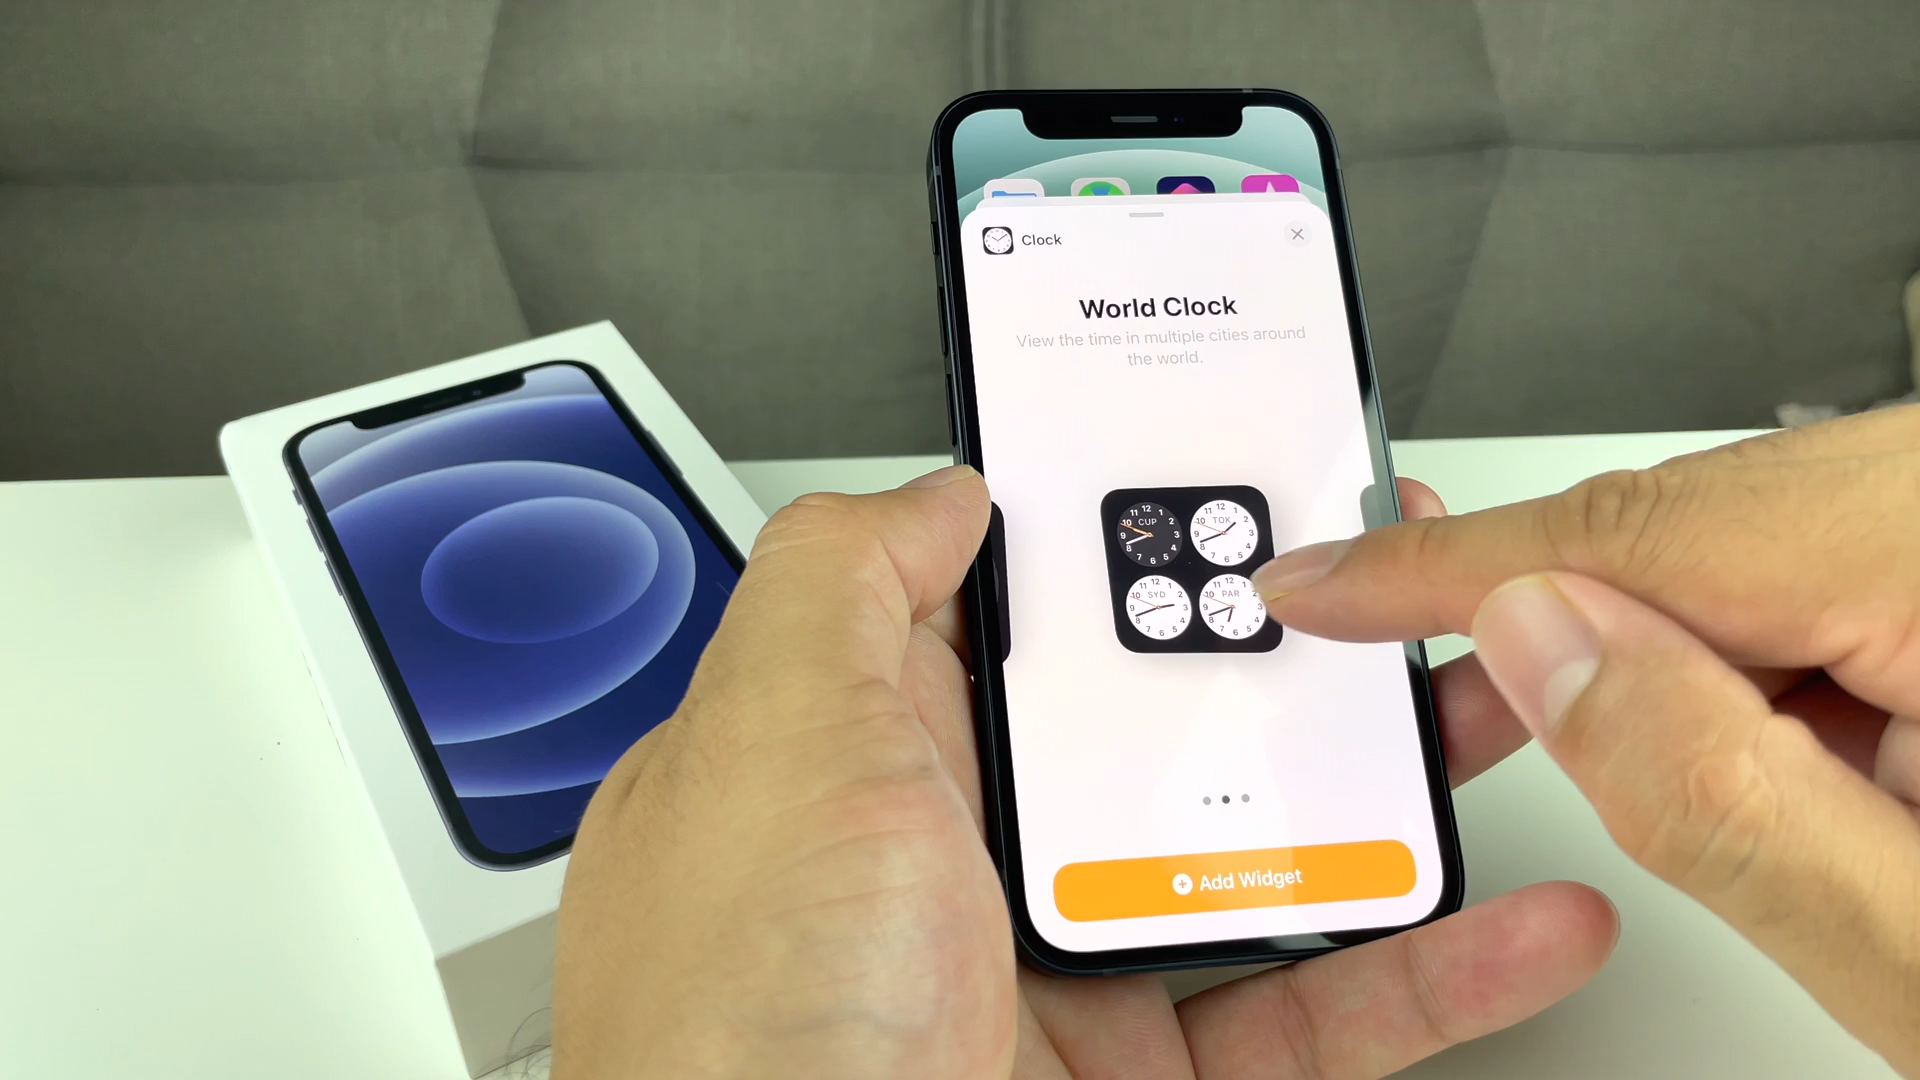 Clock
World Clock
View the time in multiple cities around
the world.
CUP
TOK
SYD
PAR
Add Widget